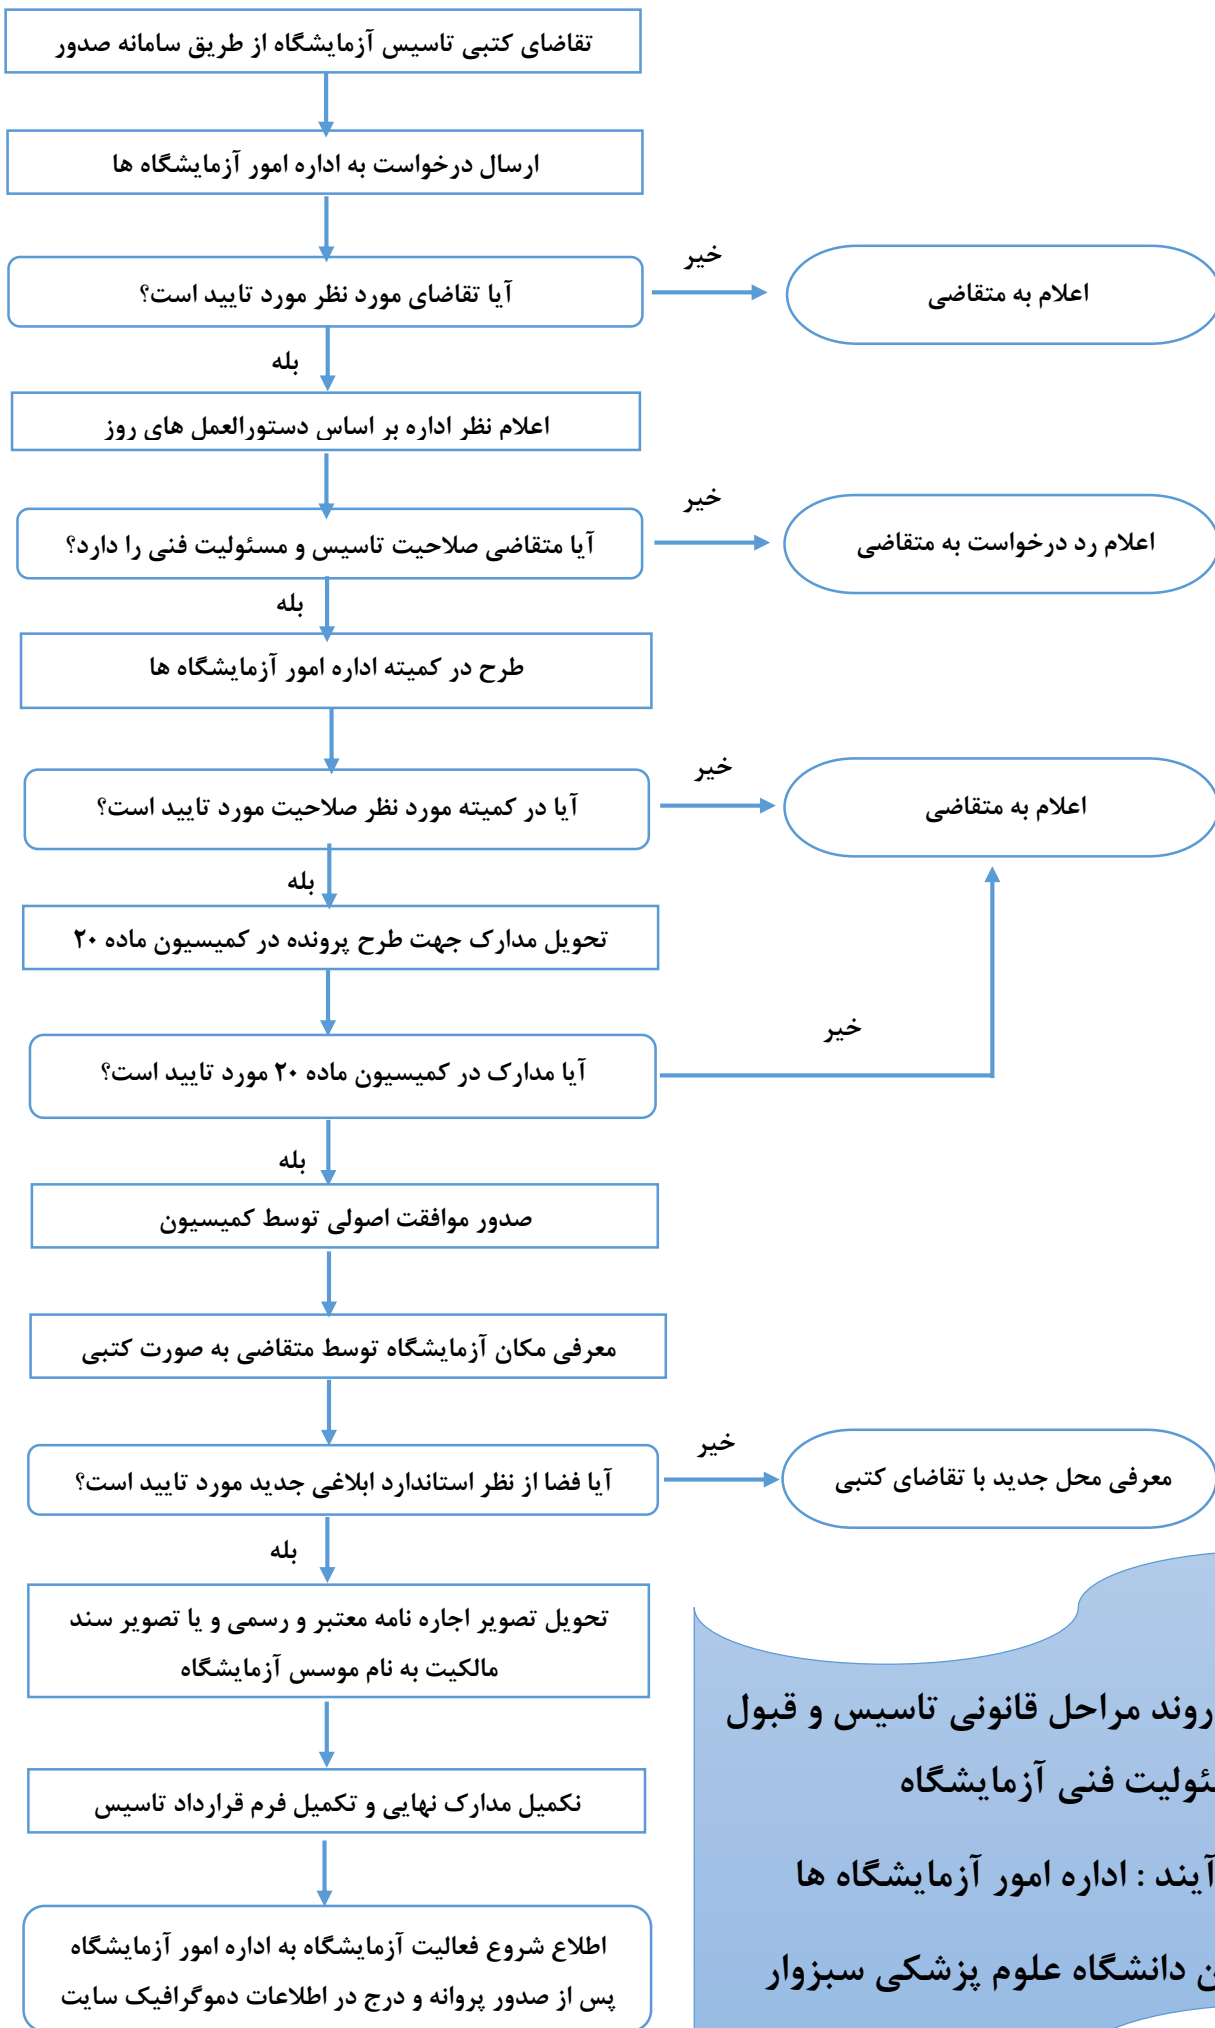 تقاضای کتبی تاسیس آزمایشگاه از طریق سامانه صدور
ارسال درخواست به اداره امور آزمایشگاه ها
آیا تقاضای مورد نظر مورد تایید است؟
خیر
اعلام به متقاضی
بله
اعلام نظر اداره بر اساس دستورالعمل های روز
آیا متقاضی صلاحیت تاسیس و مسئولیت فنی را دارد؟
خیر
اعلام رد درخواست به متقاضی
بله
طرح در کمیته اداره امور آزمایشگاه ها
آیا در کمیته مورد نظر صلاحیت مورد تایید است؟
خیر
اعلام به متقاضی
بله
تحویل مدارک جهت طرح پرونده در کمیسیون ماده ۲۰
آیا مدارک در کمیسیون ماده ۲۰ مورد تایید است؟
خیر
بله
صدور موافقت اصولی توسط کمیسیون
معرفی مکان آزمایشگاه توسط متقاضی به صورت کتبی
آیا فضا از نظر استاندارد ابلاغی جدید مورد تایید است؟
خیر
معرفی محل جدید با تقاضای کتبی
بله
تحویل تصویر اجاره نامه معتبر و رسمی و یا تصویر سند
مالکیت به نام موسس آزمایشگاه
نکمیل مدارک نهایی و تکمیل فرم قرارداد تاسیس
اطلاع شروع فعالیت آزمایشگاه به اداره امور آزمایشگاه
پس از صدور پروانه و درج در اطلاعات دموگرافیک سایت
روند مراحل قانونی تاسیس و قبول
فنی آزمایشگاه
: اداره امور آزمایشگاه ها
دانشگاه علوم پزشکی سبزوار